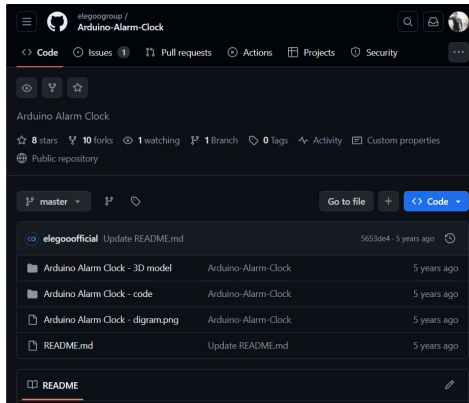 elegoogroup /
Arduino-Alarm-Clock
<> Code Issues 1 Pull requests Actions Projects Security ...
Arduino Alarm Clock
8 stars 10 forks 1 watching 1 Branch 0 Tags Activity Custom properties
Public repository
master Go to file + <> Code
elegooofficial Update README.md 5653de4 · 5 years ago
Arduino Alarm Clock - 3D model Arduino-Alarm-Clock 5 years ago
Arduino Alarm Clock - code Arduino-Alarm-Clock 5 years ago
Arduino Alarm Clock - digram.png Arduino-Alarm-Clock 5 years ago
README.md Update README.md 5 years ago
README